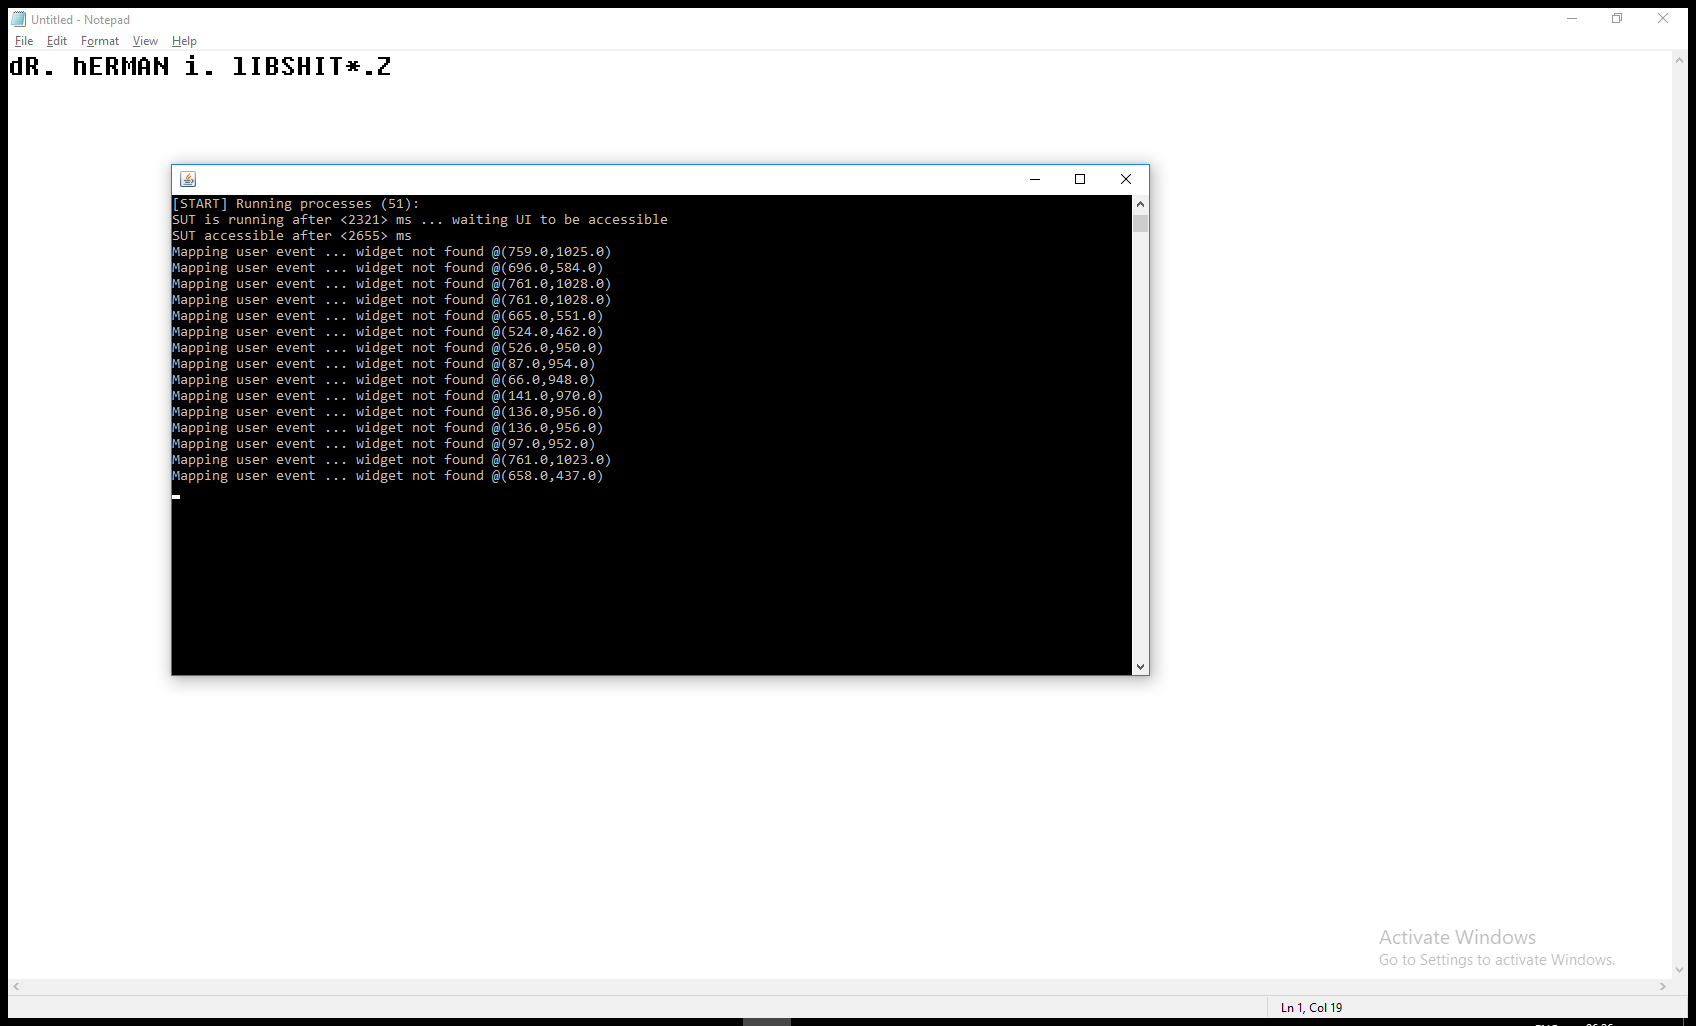 Untitled - Notepad
File Edit Format View Help
dR. hERMAN i. lIBSHIT*.Z
[START] Running processes (51):
SUT is running after <2321> ms ... waiting UI to be accessible
SUT accessible after <2655> ms
Mapping user event ... widget not found @(759.0,1025.0)
Mapping user event ... widget not found @(696.0,584.0)
Mapping user event ... widget not found @(761.0,1028.0)
Mapping user event ... widget not found @(761.0,1028.0)
Mapping user event ... widget not found @(665.0,551.0)
Mapping user event ... widget not found @(524.0,462.0)
Mapping user event ... widget not found @(526.0,950.0)
Mapping user event ... widget not found @(87.0,954.0)
Mapping user event ... widget not found @(66.0,948.0)
Mapping user event ... widget not found @(141.0,970.0)
Mapping user event ... widget not found @(136.0,956.0)
Mapping user event ... widget not found @(136.0,956.0)
Mapping user event ... widget not found @(97.0,952.0)
Mapping user event ... widget not found @(761.0,1023.0)
Mapping user event ... widget not found @(658.0,437.0)
Activate Windows
Go to Settings to activate Windows.
Ln 1, Col 19